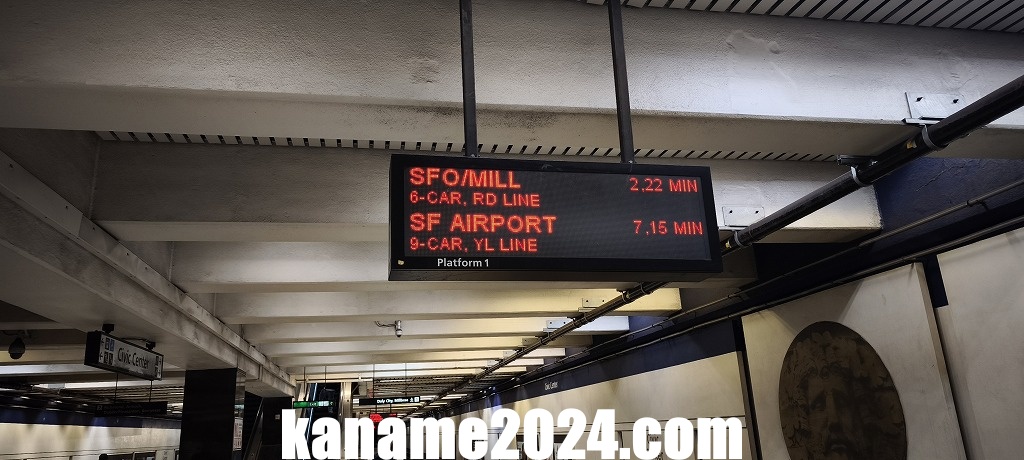 SFO/MILL 2,22 MIN
6-CAR, RD LINE
SF AIRPORT 7,15 MIN
9-CAR, YL LINE
Platform 1
Civic Center
kaname2024.com